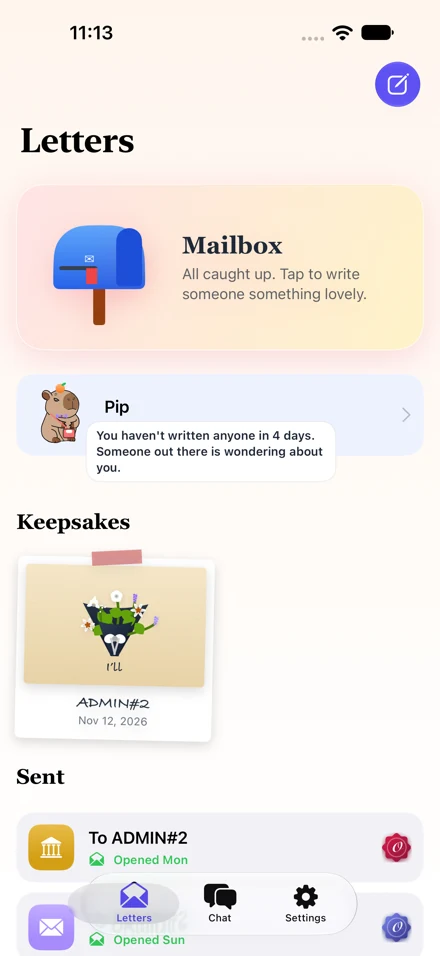 11:13
Letters
Mailbox
All caught up. Tap to write
someone something lovely.
Pip
You haven't written anyone in 4 days.
Someone out there is wondering about
you.
Keepsakes
I'll
ADMIN#2
Nov 12, 2026
Sent
To ADMIN#2
Opened Mon
Letters
Chat
Settings
Opened Sun